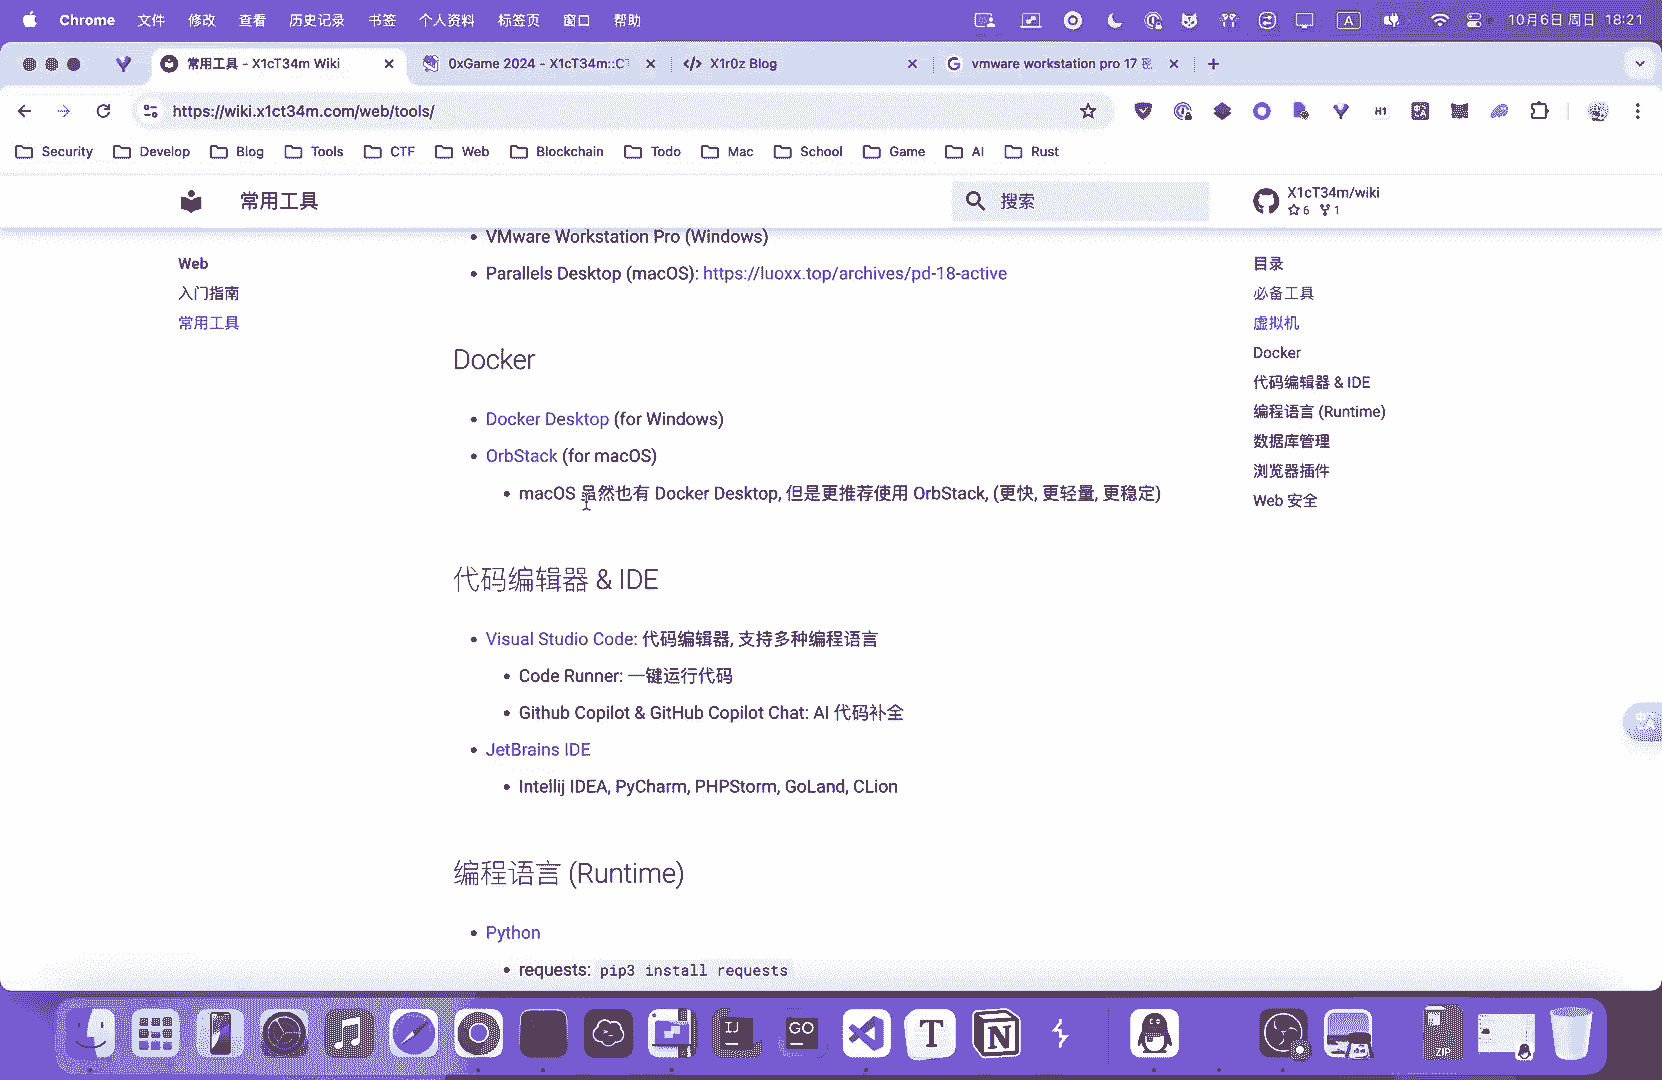 Chrome 文件 修改 查看 历史记录 书签 个人资料 标签页 窗口 帮助 A 10月6日 周日 18:21
常用工具 - X1cT34m Wiki 0xGame 2024 - X1cT34m::CT X1r0z Blog vmware workstation pro 17
https://wiki.x1ct34m.com/web/tools/ H1
Security Develop Blog Tools CTF Web Blockchain Todo Mac School Game AI Rust
常用工具 搜索 X1cT34m/wiki
6 1
VMware Workstation Pro (Windows)
Parallels Desktop (macOS): https://luoxx.top/archives/pd-18-active
Web
入门指南
常用工具
Docker
Docker Desktop (for Windows)
OrbStack (for macOS)
macOS 虽然也有 Docker Desktop, 但是更推荐使用 OrbStack, (更快, 更轻量, 更稳定)
代码编辑器 & IDE
Visual Studio Code: 代码编辑器, 支持多种编程语言
Code Runner: 一键运行代码
Github Copilot & GitHub Copilot Chat: AI 代码补全
JetBrains IDE
Intellij IDEA, PyCharm, PHPStorm, GoLand, CLion
编程语言 (Runtime)
Python
requests: pip3 install requests
目录
必备工具
虚拟机
Docker
代码编辑器 & IDE
编程语言 (Runtime)
数据库管理
浏览器插件
Web 安全
IJ GO T N ZIP